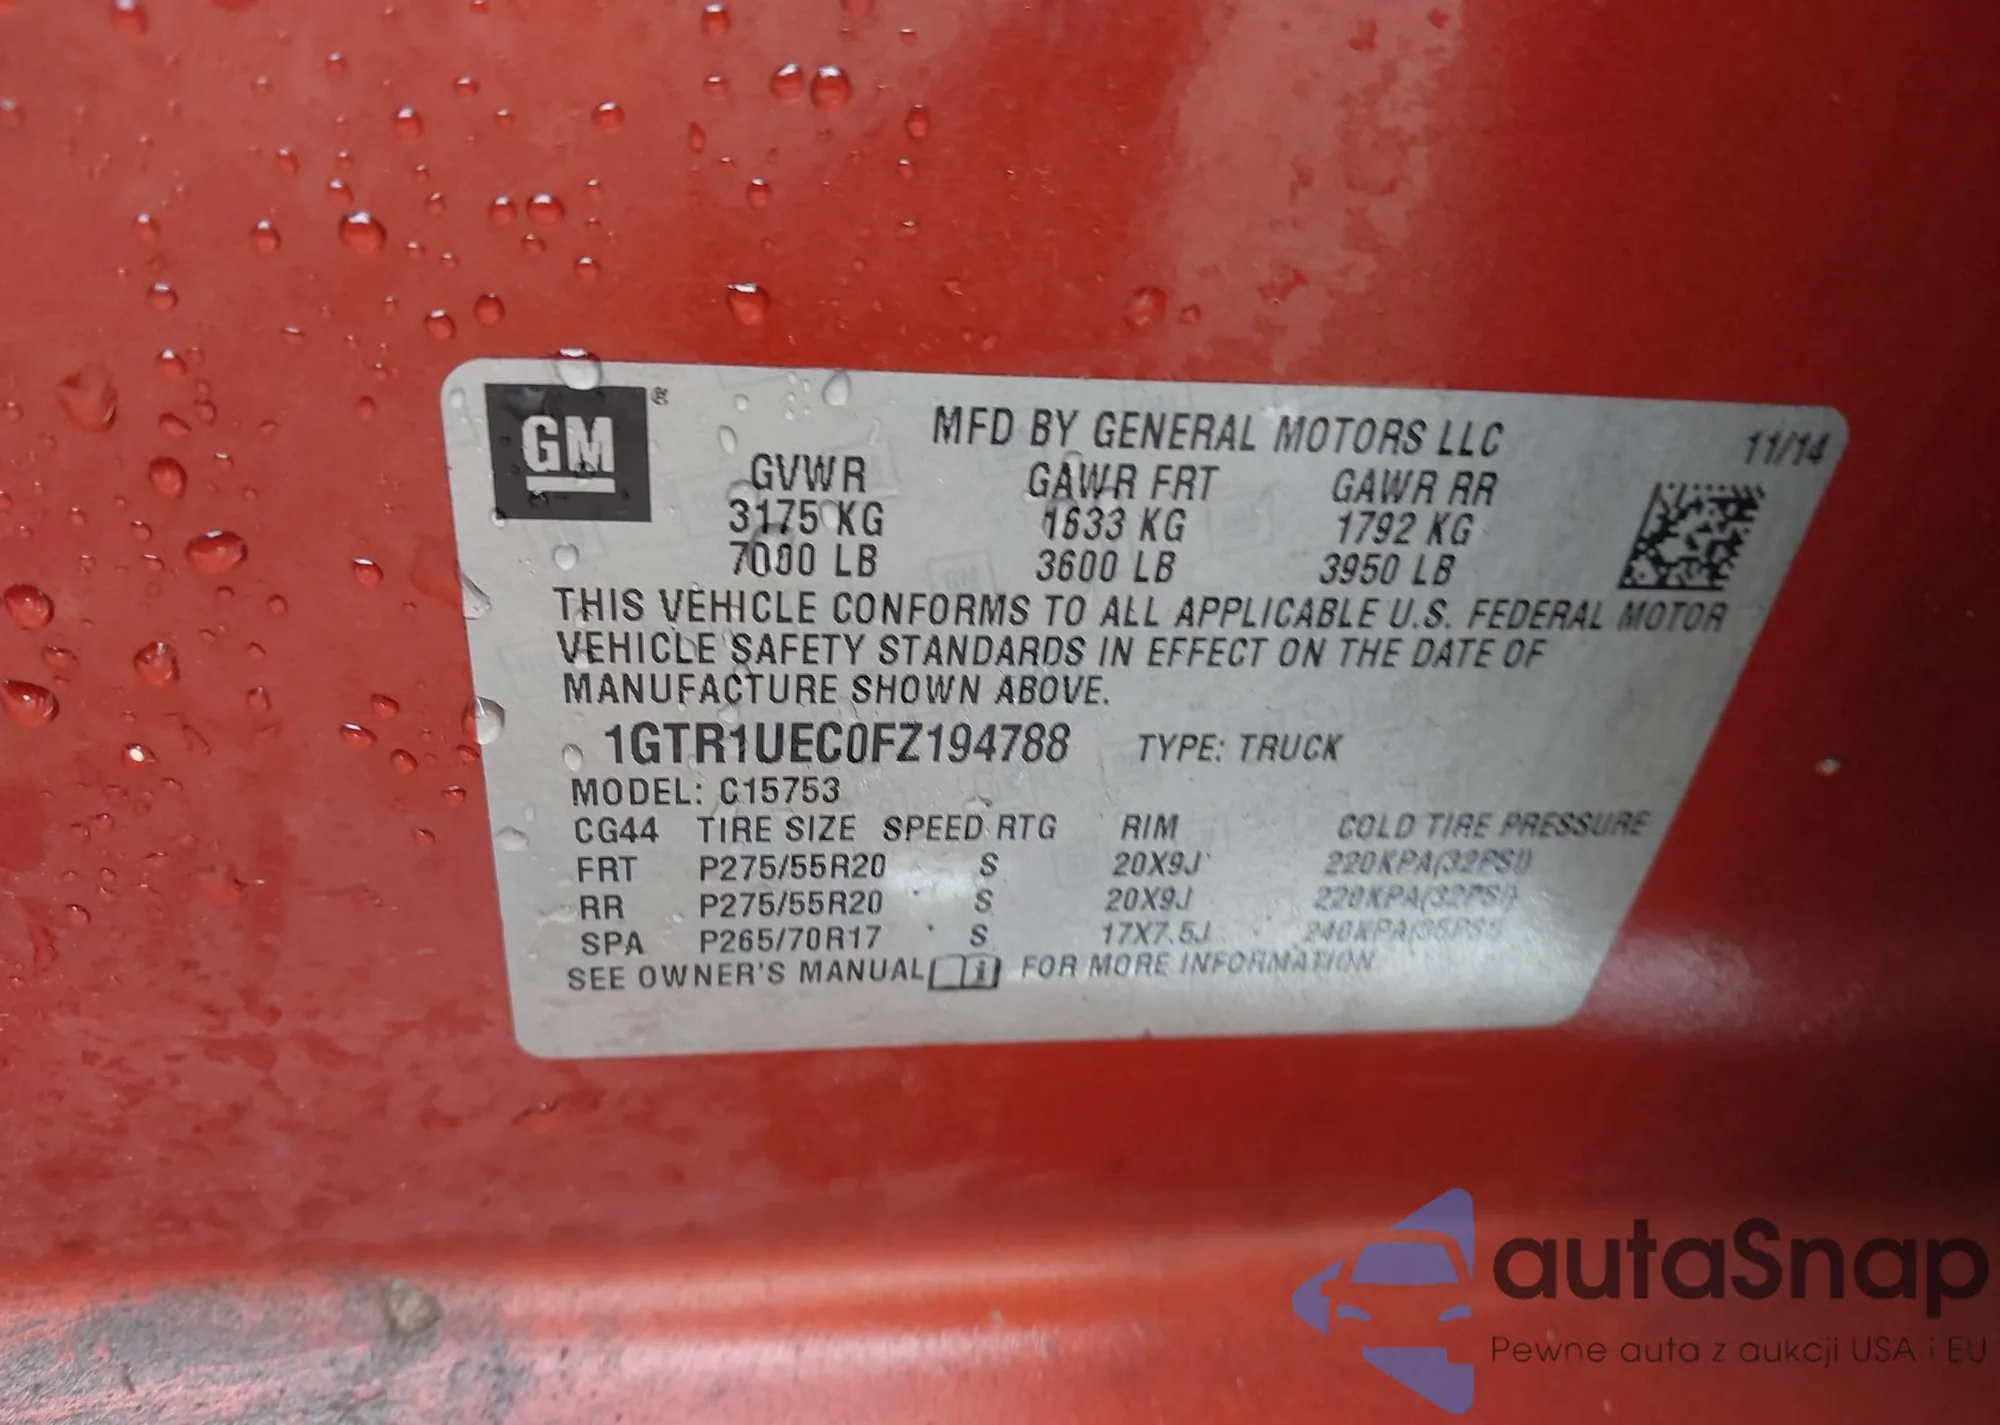 GM ®
MFD BY GENERAL MOTORS LLC 11/14
GVWR GAWR FRT GAWR RR
3175 KG 1633 KG 1792 KG
7000 LB 3600 LB 3950 LB
THIS VEHICLE CONFORMS TO ALL APPLICABLE U.S. FEDERAL MOTOR
VEHICLE SAFETY STANDARDS IN EFFECT ON THE DATE OF
MANUFACTURE SHOWN ABOVE.
1GTR1UEC0FZ194788 TYPE: TRUCK
MODEL: C15753
CG44 TIRE SIZE SPEED RTG RIM COLD TIRE PRESSURE
FRT P275/55R20 S 20X9J 220KPA(32PSI)
RR P275/55R20 S 20X9J 220KPA(32PSI)
SPA P265/70R17 S 17X7.5J 240KPA(35PSI)
SEE OWNER'S MANUAL i FOR MORE INFORMATION
autaSnap
Pewne auta z aukcji USA i EU